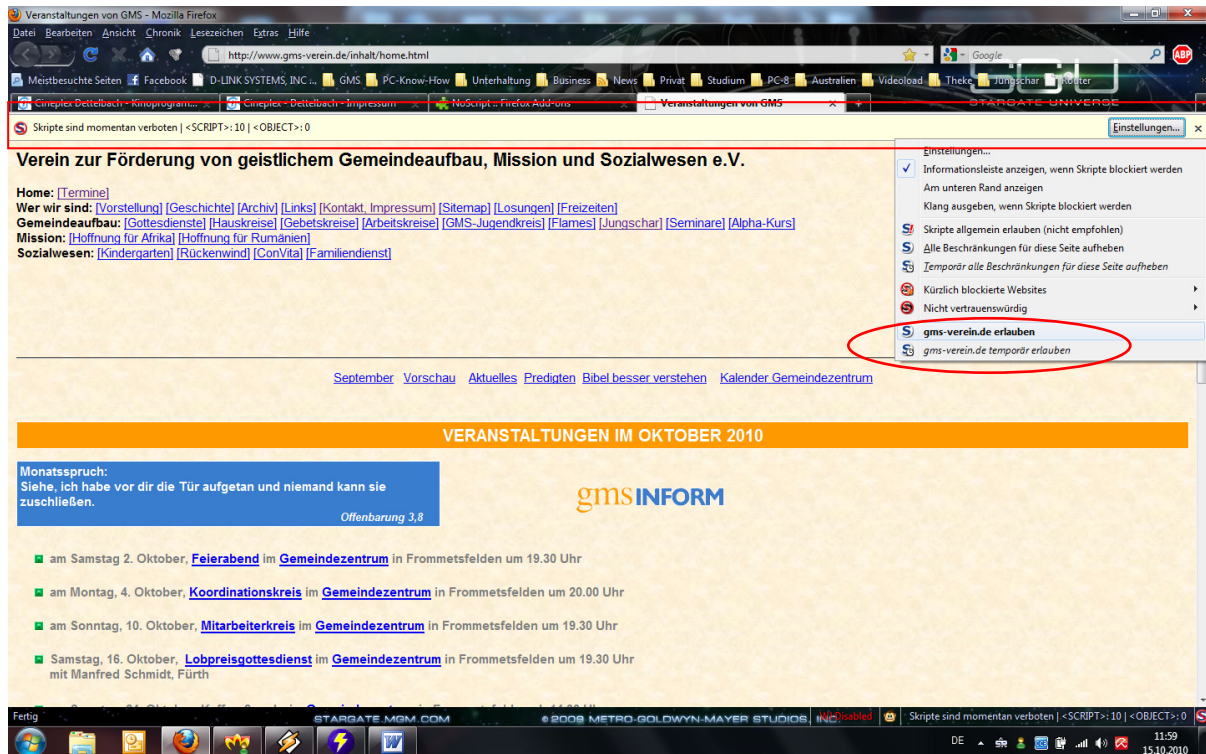 Veranstaltungen von GMS - Mozilla Firefox
Datei Bearbeiten Ansicht Chronik Lesezeichen Extras Hilfe
http://www.gms-verein.de/inhalt/home.html
Google
ABP
Meistbesuchte Seiten Facebook D-LINK SYSTEMS, INC ... GMS PC-Know-How Unterhaltung Business News Privat Studium PC-8 Australien Videoload Theke Jungschar Router
Cineplex Dettelbach - Kinoprogram... Cineplex - Dettelbach - Impressum NoScript :: Firefox Add-ons Veranstaltungen von GMS
STARGATE UNIVERSE
Skripte sind momentan verboten | <SCRIPT>: 10 | <OBJECT>: 0
Einstellungen...
Einstellungen...
Informationsleiste anzeigen, wenn Skripte blockiert werden
Am unteren Rand anzeigen
Klang ausgeben, wenn Skripte blockiert werden
Skripte allgemein erlauben (nicht empfohlen)
Alle Beschränkungen für diese Seite aufheben
Temporär alle Beschränkungen für diese Seite aufheben
Kürzlich blockierte Websites
Nicht vertrauenswürdig
gms-verein.de erlauben
gms-verein.de temporär erlauben
Verein zur Förderung von geistlichem Gemeindeaufbau, Mission und Sozialwesen e.V.
Home: [Termine]
Wer wir sind: [Vorstellung] [Geschichte] [Archiv] [Links] [Kontakt, Impressum] [Sitemap] [Losungen] [Freizeiten]
Gemeindeaufbau: [Gottesdienste] [Hauskreise] [Gebetskreise] [Arbeitskreise] [GMS-Jugendkreis] [Flames] [Jungschar] [Seminare] [Alpha-Kurs]
Mission: [Hoffnung für Afrika] [Hoffnung für Rumänien]
Sozialwesen: [Kindergarten] [Rückenwind] [ConVita] [Familiendienst]
September Vorschau Aktuelles Predigten Bibel besser verstehen Kalender Gemeindezentrum
VERANSTALTUNGEN IM OKTOBER 2010
Monatsspruch:
Siehe, ich habe vor dir die Tür aufgetan und niemand kann sie
zuschließen.
Offenbarung 3,8
gmsINFORM
am Samstag 2. Oktober, Feierabend im Gemeindezentrum in Frommetsfelden um 19.30 Uhr
am Montag, 4. Oktober, Koordinationskreis im Gemeindezentrum in Frommetsfelden um 20.00 Uhr
am Sonntag, 10. Oktober, Mitarbeiterkreis im Gemeindezentrum in Frommetsfelden um 19.30 Uhr
Samstag, 16. Oktober, Lobpreisgottesdienst im Gemeindezentrum in Frommetsfelden um 19.30 Uhr
mit Manfred Schmidt, Fürth
Fertig
STARGATE.MGM.COM
© 2009 METRO-GOLDWYN-MAYER STUDIOS, INC
Disabled
Skripte sind momentan verboten | <SCRIPT>: 10 | <OBJECT>: 0
DE
11:59
15.10.2010